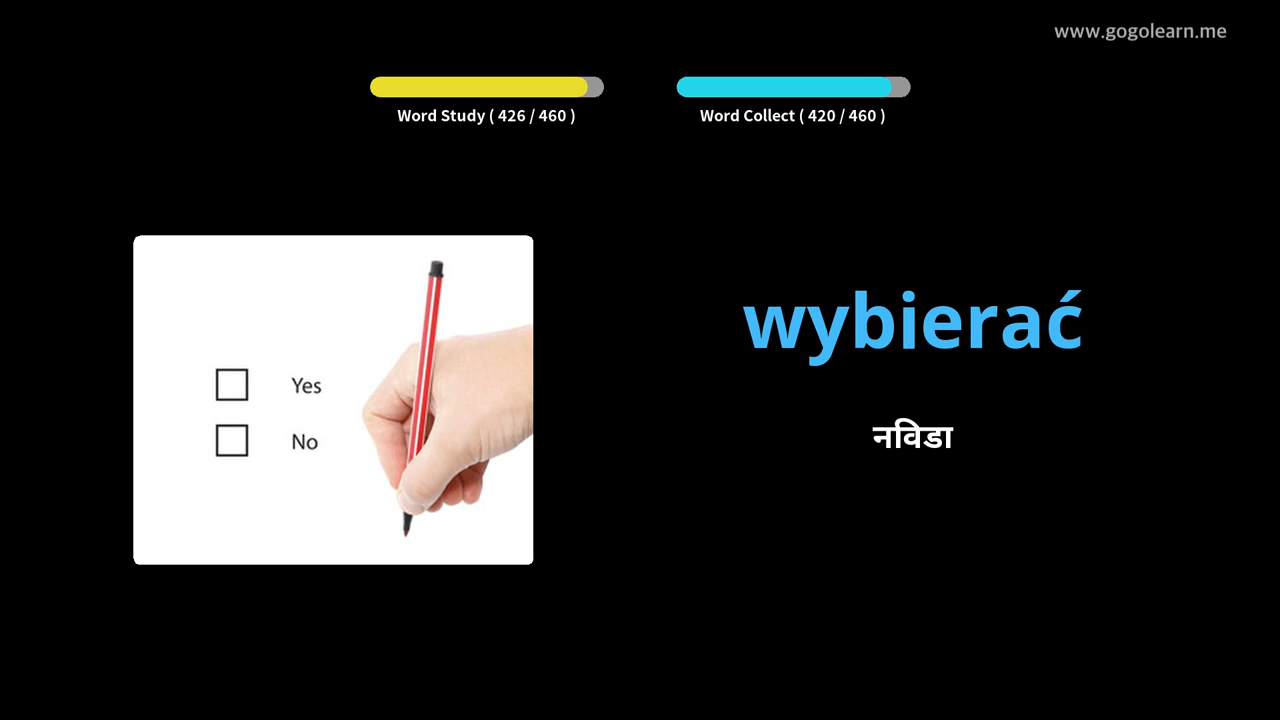 www.gogolearn.me
Word Study ( 426 / 460 )
Word Collect ( 420 / 460 )
Yes
No
wybierać
नविडा